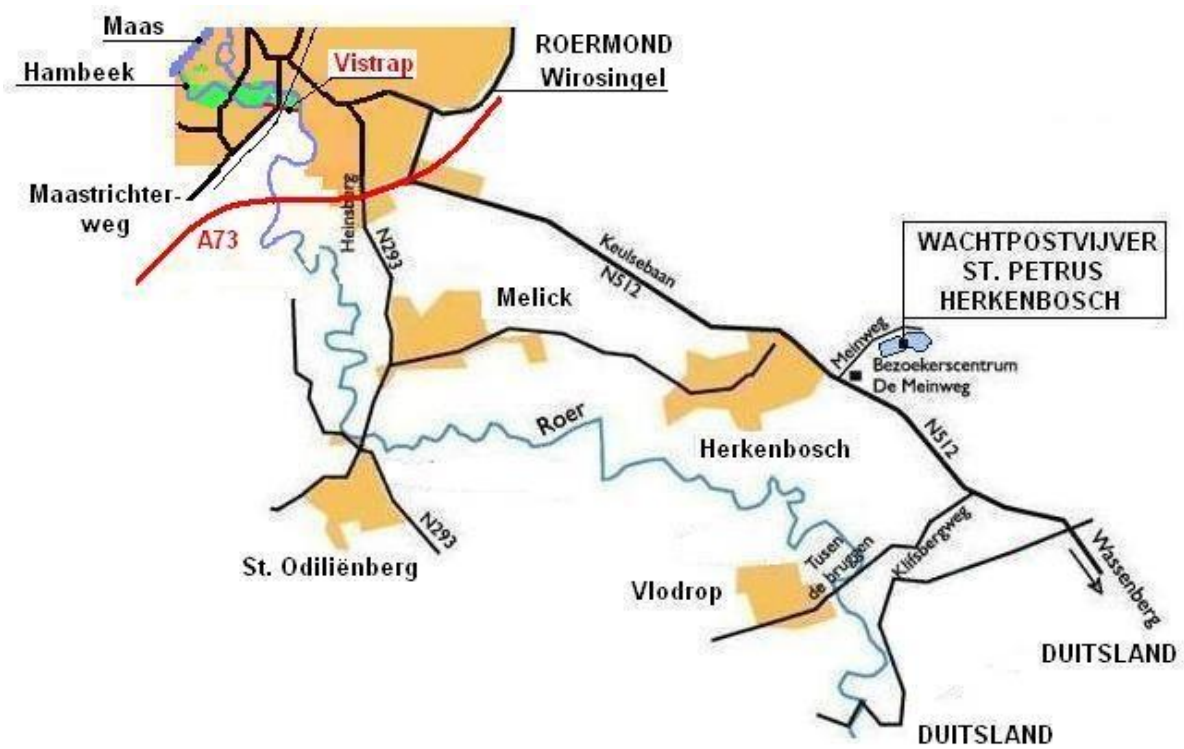 Maas
Hambeek
Vistrap
ROERMOND
Wirosingel
Maastrichter-
weg
A73
Heinsberg
N293
Keulsebaan
N512
WACHTPOSTVIJVER
ST. PETRUS
HERKENBOSCH
Melick
Meinweg
Bezoekerscentrum
De Meinweg
Roer
Herkenbosch
N512
N293
St. Odiliënberg
Vlodrop
Tusen
de bruggen
Klifsbergweg
Wassenberg
DUITSLAND
DUITSLAND